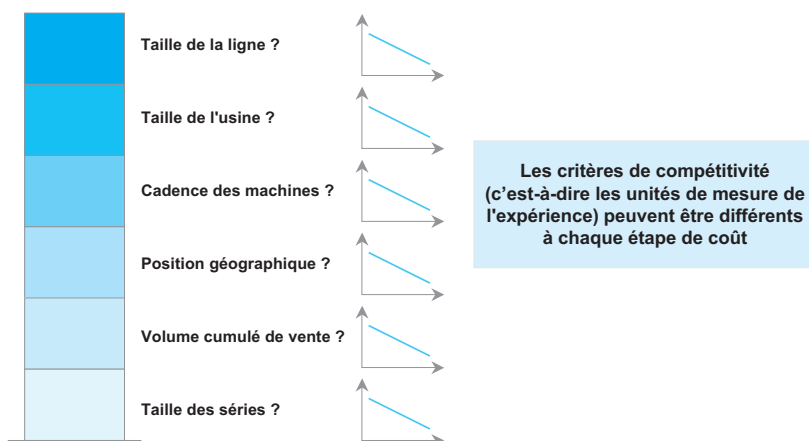 Taille de la ligne ?
Taille de l'usine ?
Cadence des machines ?
Position géographique ?
Volume cumulé de vente ?
Taille des séries ?
Les critères de compétitivité
(c’est-à-dire les unités de mesure de
l'expérience) peuvent être différents
à chaque étape de coût